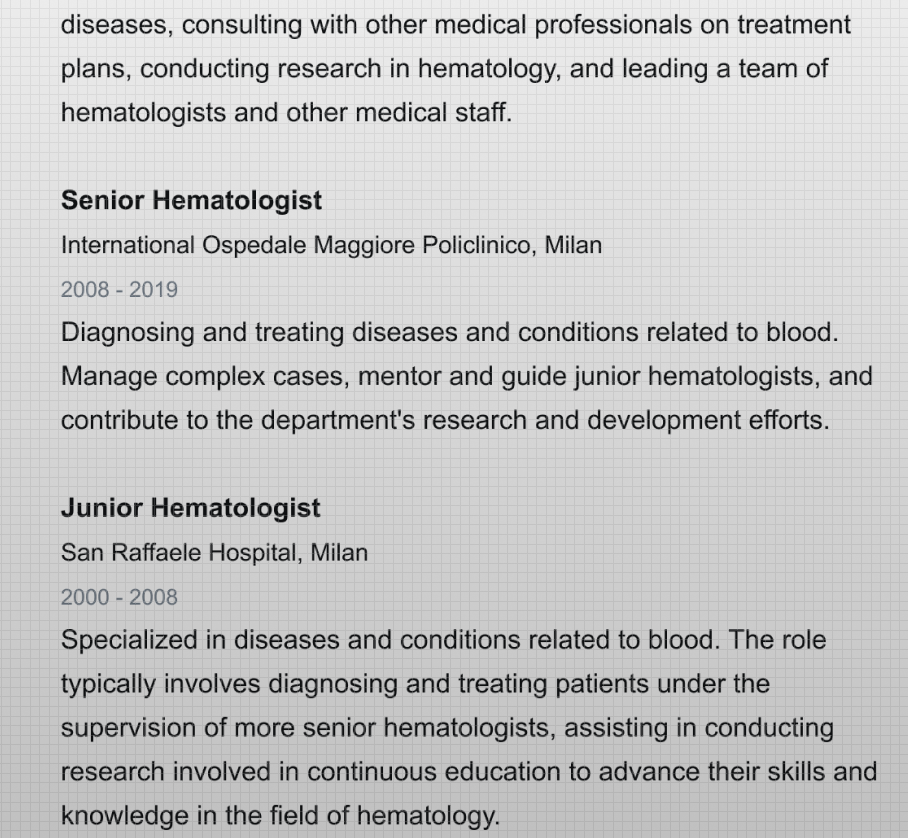 diseases, consulting with other medical professionals on treatment
plans, conducting research in hematology, and leading a team of
hematologists and other medical staff.
Senior Hematologist
International Ospedale Maggiore Policlinico, Milan
2008 - 2019
Diagnosing and treating diseases and conditions related to blood.
Manage complex cases, mentor and guide junior hematologists, and
contribute to the department's research and development efforts.
Junior Hematologist
San Raffaele Hospital, Milan
2000 - 2008
Specialized in diseases and conditions related to blood. The role
typically involves diagnosing and treating patients under the
supervision of more senior hematologists, assisting in conducting
research involved in continuous education to advance their skills and
knowledge in the field of hematology.